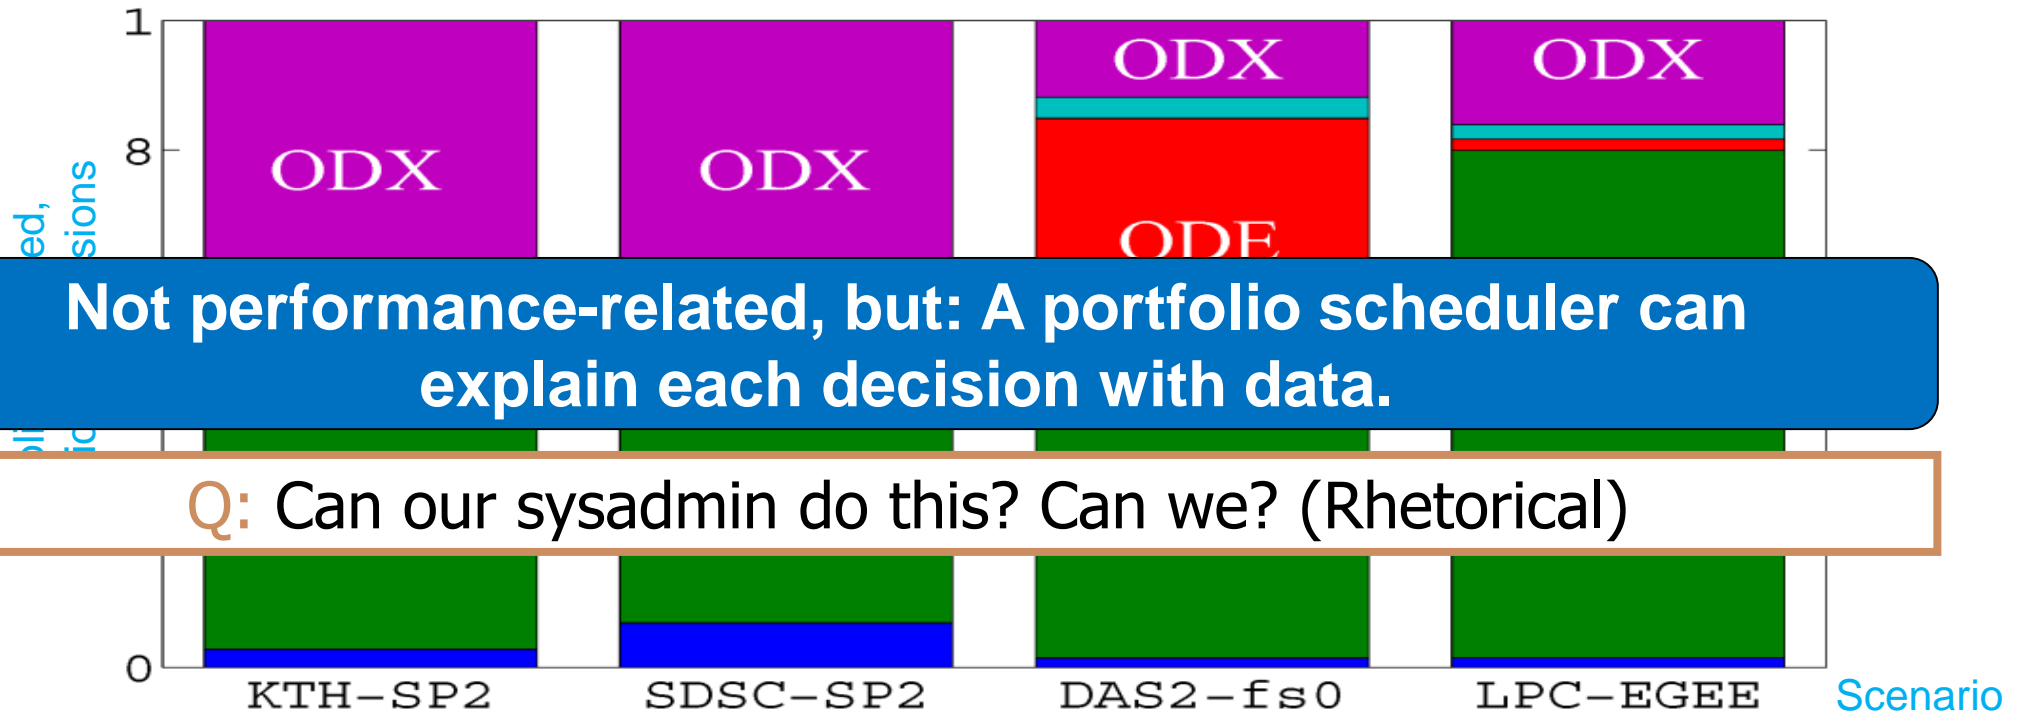 1
ODX
ODX
8
ODX
ODX
ODE
Not performance-related, but: A portfolio scheduler can
explain each decision with data.
Q: Can our sysadmin do this? Can we? (Rhetorical)
0
KTH-SP2
SDSC-SP2
DAS2-fs0
LPC-EGEE
Scenario